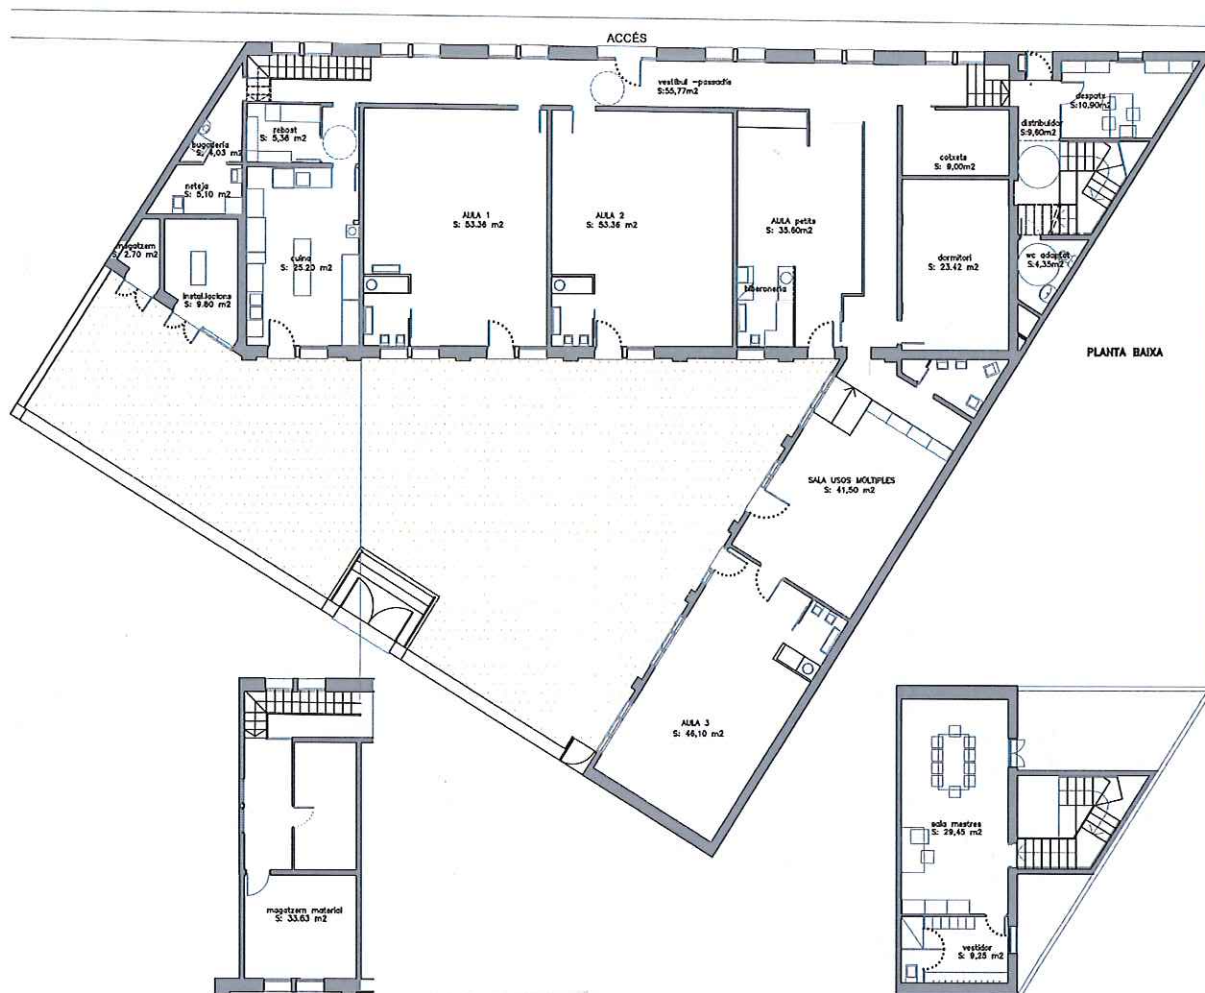 ACCÉS
vestíbul -passadís
S:55,77m2
despatx
S:10,90m2
distribuidor
S:9,60m2
rebost
S: 5,36 m2
bugaderia
S: 4,03 m2
cotxets
S: 9,00m2
neteja
S: 5,10 m2
AULA 1
S: 53.36 m2
AULA 2
S: 53.36 m2
AULA petits
S: 35.60m2
magatzem
S: 2.70 m2
cuina
S: 25.20 m2
dormitori
S: 23.42 m2
wc adaptat
S:4,35m2
instal.lacions
S: 9.80 m2
biberoneria
PLANTA BAIXA
SALA USOS MÚLTIPLES
S: 41,50 m2
AULA 3
S: 46,10 m2
sala mestres
S: 29,45 m2
magatzem material
S: 33.63 m2
vestidor
S: 9,25 m2